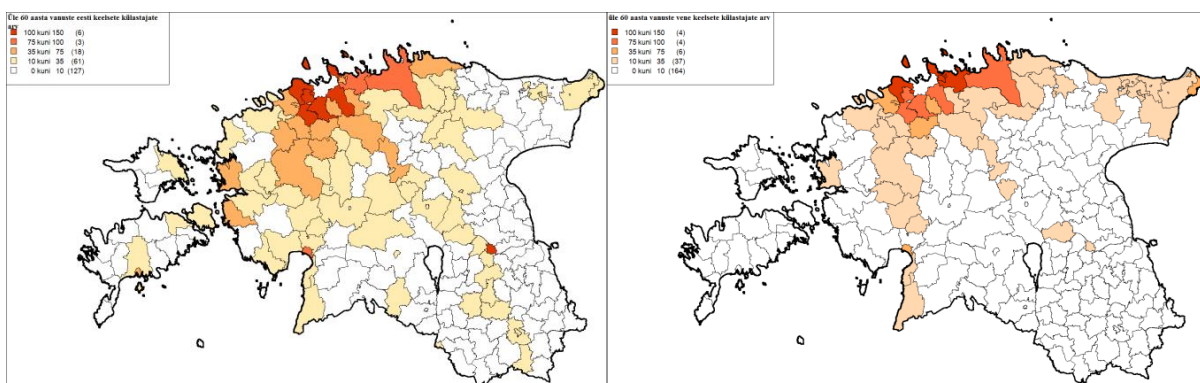 Üle 60 aasta vanuste eesti keelsete külastajate
arv
100 kuni 150 (6)
75 kuni 100 (3)
35 kuni 75 (18)
10 kuni 35 (61)
0 kuni 10 (127)
üle 60 aasta vanuste vene keelsete külastajate arv
100 kuni 150 (4)
75 kuni 100 (4)
35 kuni 75 (6)
10 kuni 35 (37)
0 kuni 10 (164)